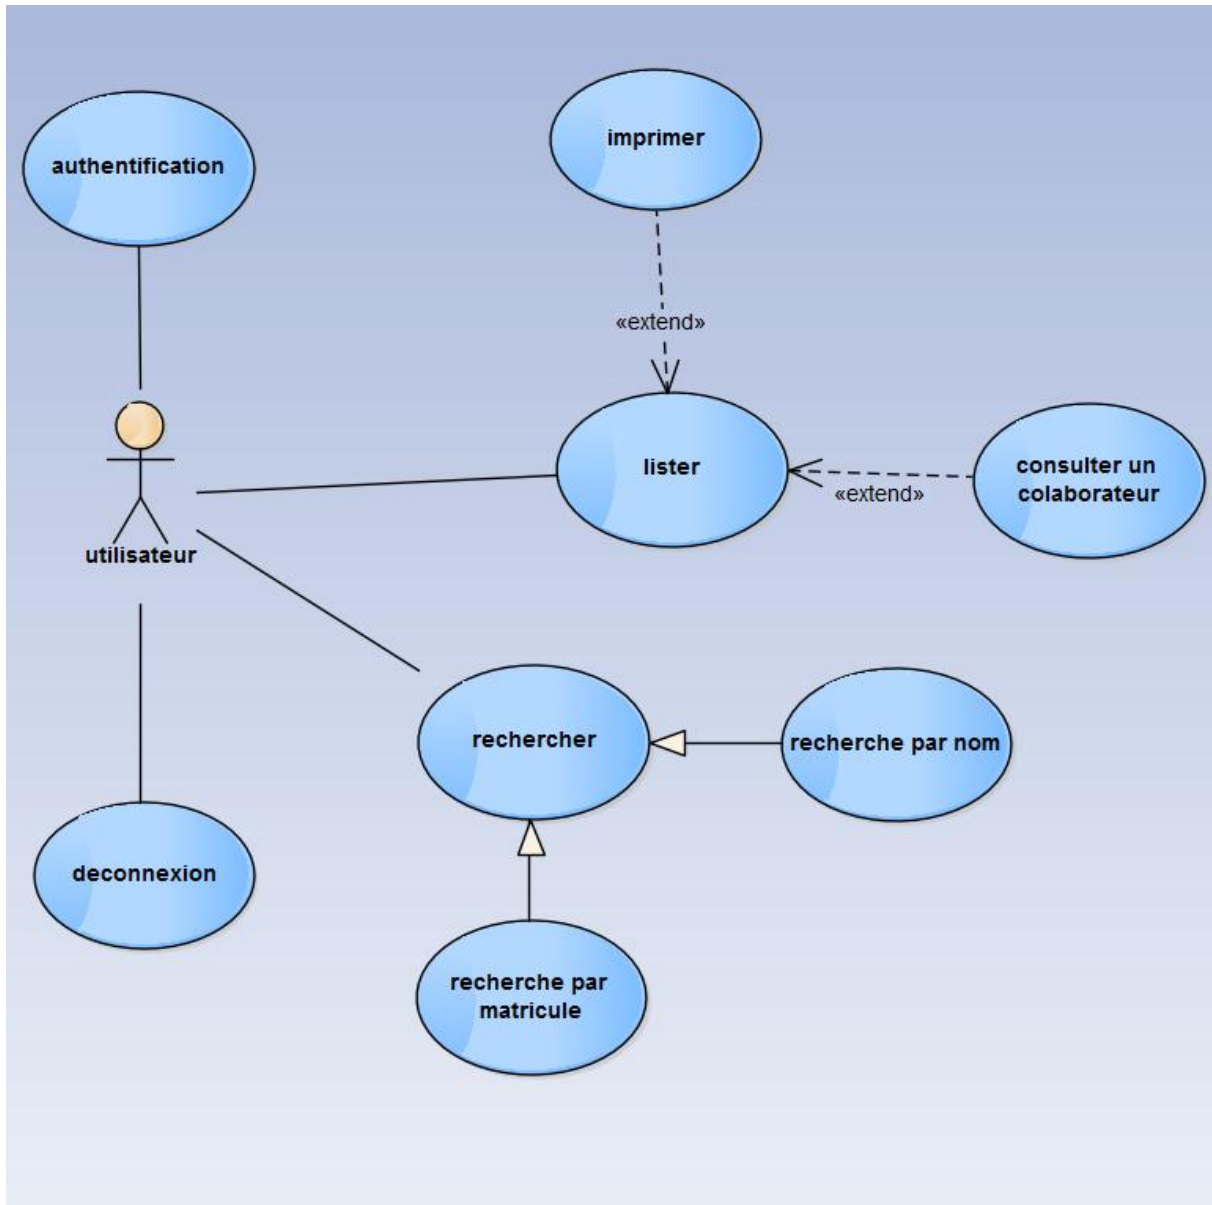 imprimer
authentification
«extend»
lister
consulter un
colaborateur
«extend»
utilisateur
rechercher
recherche par nom
deconnexion
recherche par
matricule